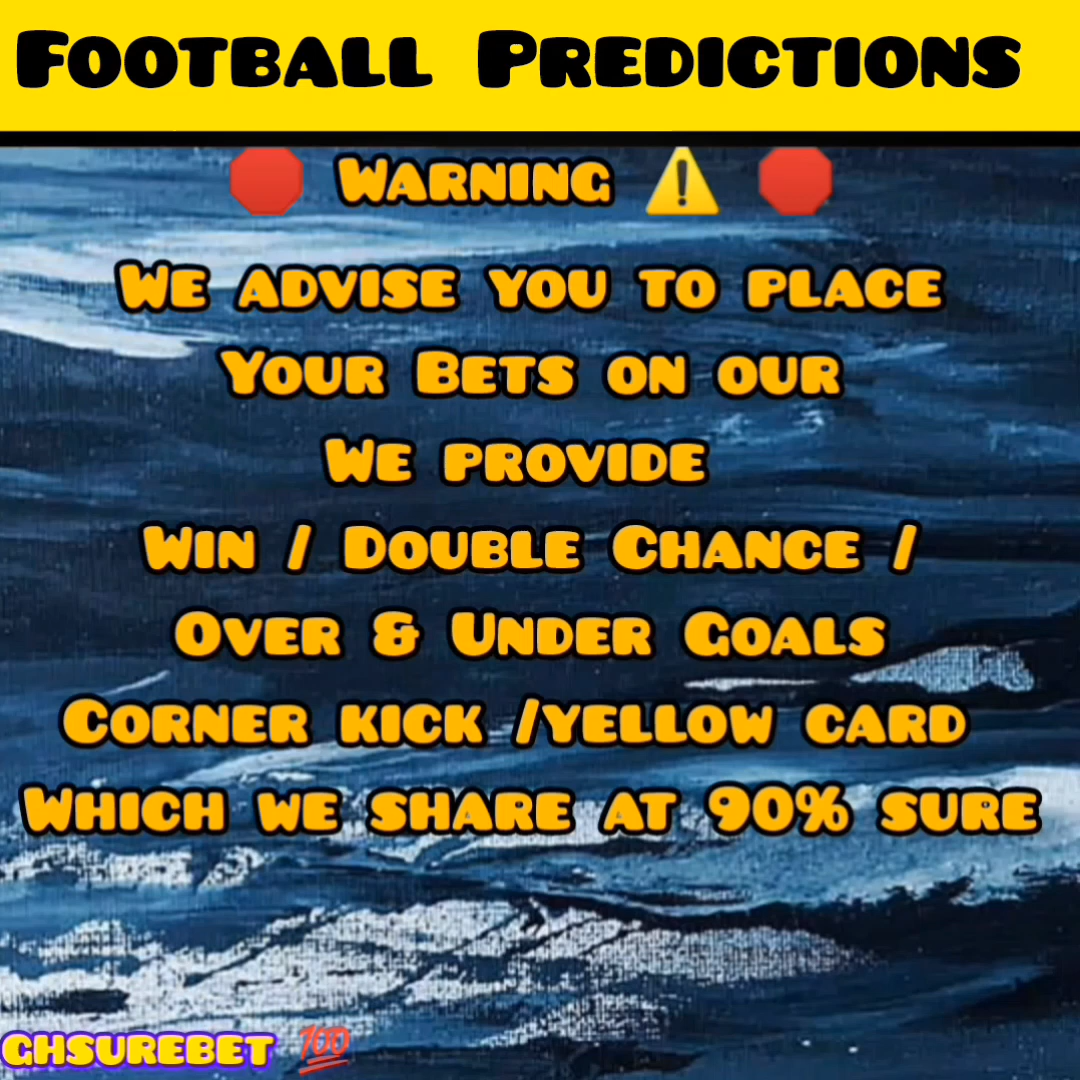 Football Predictions
🛑 Warning ⚠️ 🛑
We advise you to place
Your Bets on our
We provide
Win / Double Chance /
Over & Under Goals
Corner kick /yellow card
Which we share at 90% sure
GHSUREBET 💯